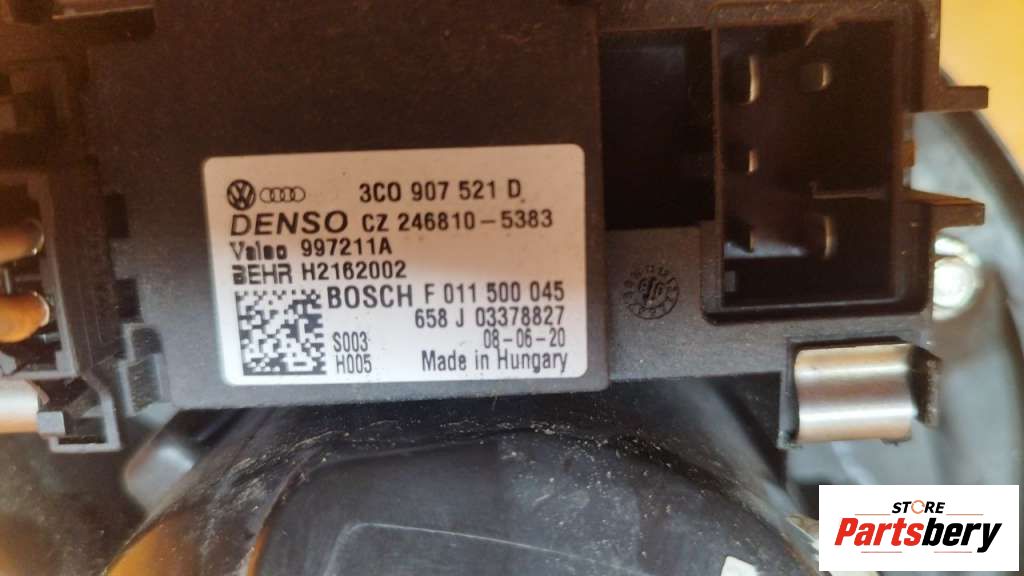 3C0 907 521 D
DENSO CZ 246810-5383
Valeo 997211A
BEHR H2162002
BOSCH F 011 500 045
658 J 03378827
S003 08-06-20
H005 Made in Hungary
STORE
Partsbery